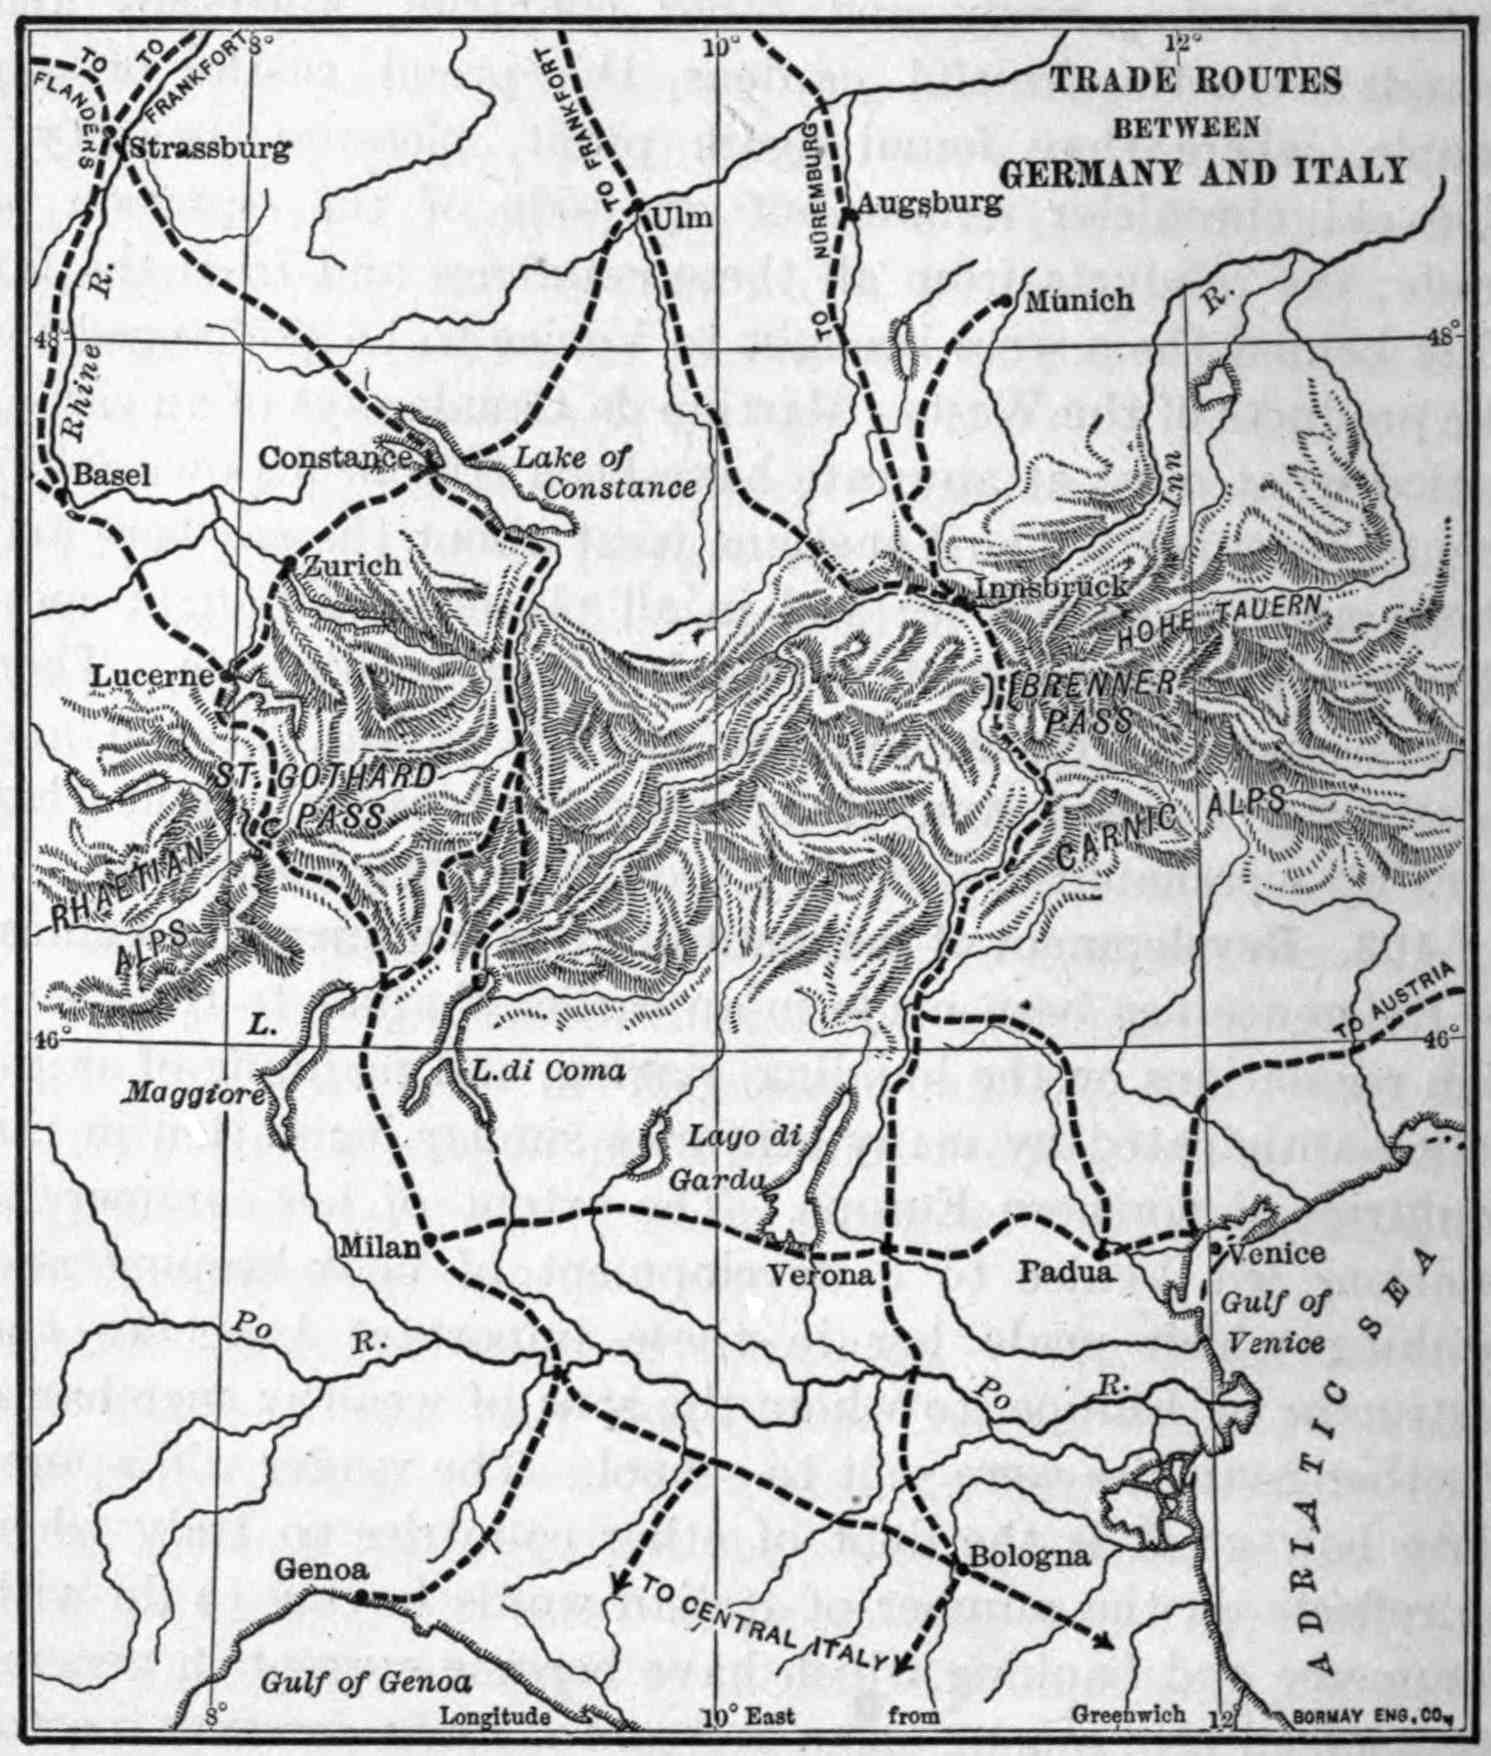 TRADE ROUTES
BETWEEN
GERMANY AND ITALY
8°
10°
12°
TO
FLANDERS
TO
FRANKFORT
TO FRANKFORT
TO NÜREMBURG
Strassburg
Ulm
Augsburg
Munich
R.
R.
Rhine
48°
48°
Inn
Basel
Constance
Lake of
Constance
Zurich
Innsbruck
HOHE TAUERN
Lucerne
BRENNER
PASS
ST. GOTHARD
PASS
CARNIC ALPS
RHAETIAN
ALPS
TO AUSTRIA
46°
46°
L.
Maggiore
L. di Coma
Lago di
Garda
Milan
Verona
Padua
Venice
Gulf of
Venice
Po R.
Po R.
ADRIATIC SEA
Genoa
Bologna
TO CENTRAL ITALY
Gulf of Genoa
8°
Longitude 10° East from Greenwich 12°
BORMAY ENG. CO.